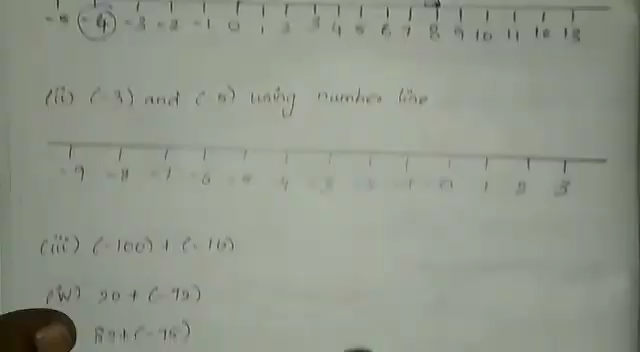 -5 -4 -3 -2 -1 0 1 2 3 4 5 6 7 8 9 10 11 12 13
(ii) (-3) and (-5) using number line
-9 -8 -7 -6 -5 4 -3 -2 -1 0 1 2 3
(iii) (-100) + (-10)
(iv) 20 + (-92)